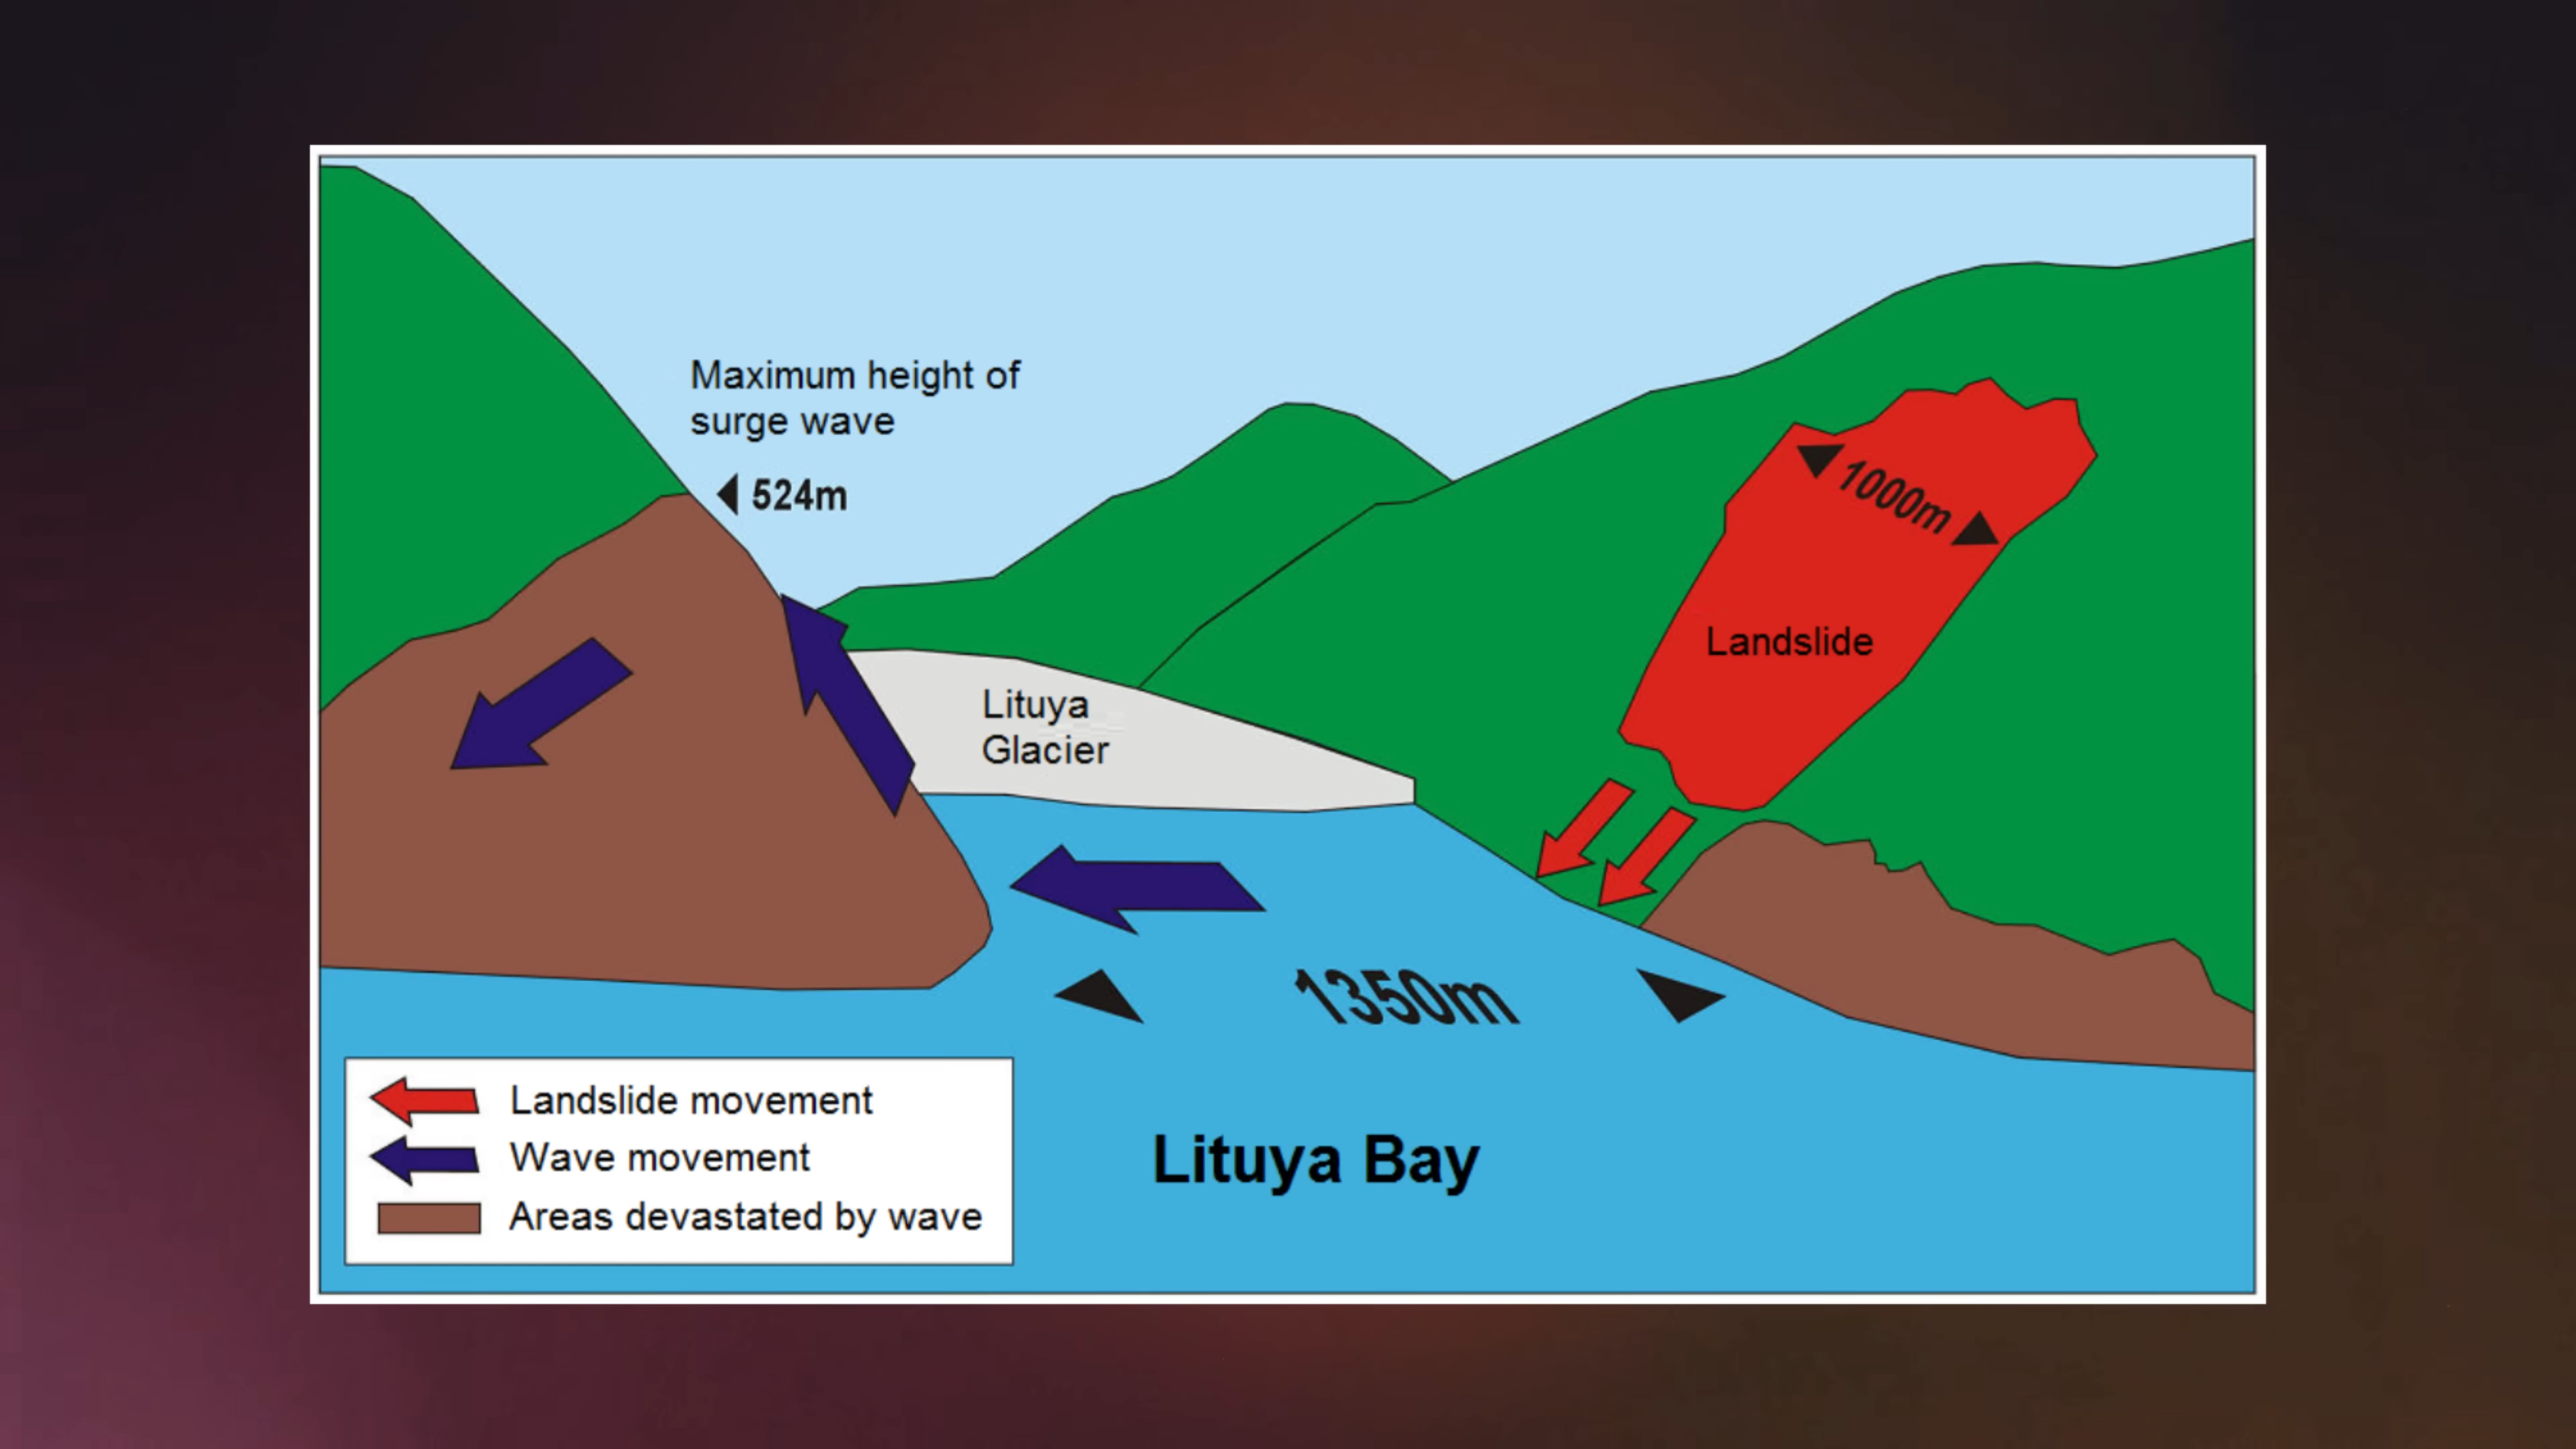 Maximum height of
surge wave
524m
1000m
Landslide
Lituya
Glacier
1350m
Lituya Bay
Landslide movement
Wave movement
Areas devastated by wave